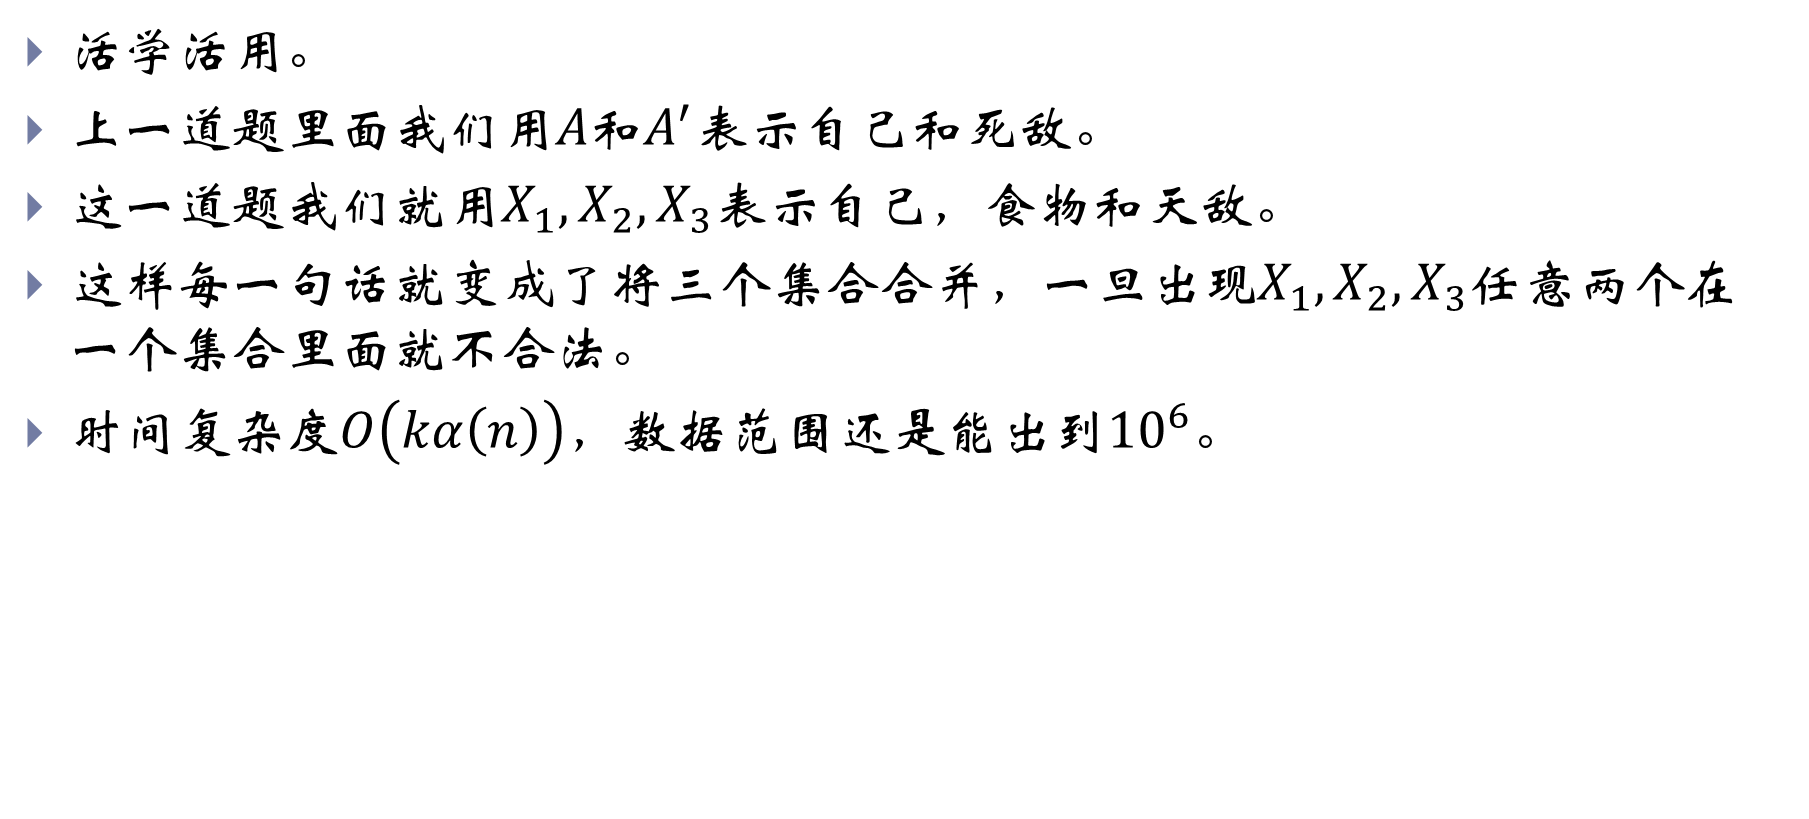 活学活用。
上一道题里面我们用A和A′表示自己和死敌。
这一道题我们就用X₁,X₂,X₃表示自己，食物和天敌。
这样每一句话就变成了将三个集合合并，一旦出现X₁,X₂,X₃任意两个在
一个集合里面就不合法。
时间复杂度O(kα(n))，数据范围还是能出到10⁶。